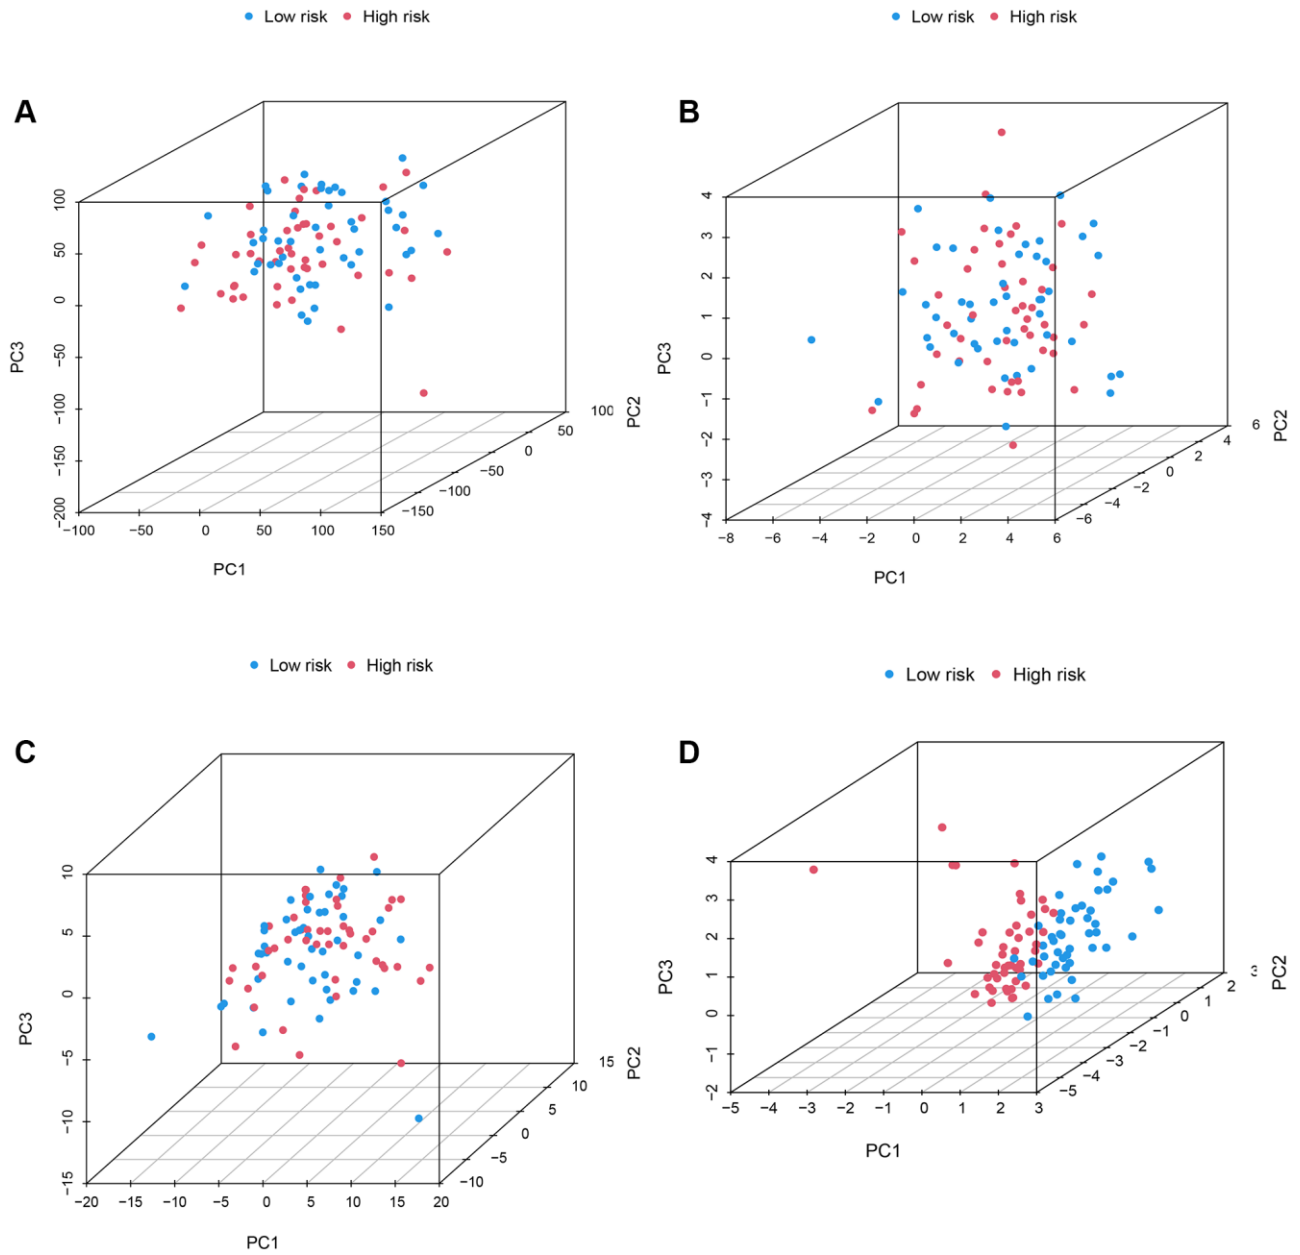 Low risk High risk
Low risk High risk
A
B
PC3
100
50
0
−50
−100
−150
−200
−100 −50 0 50 100 150
PC1
−150
−100
−50
0
50
100
PC2
PC3
4
3
2
1
0
−1
−2
−3
−4
−8 −6 −4 −2 0 2 4 6
PC1
−6
−4
−2
0
2
4
6
PC2
Low risk High risk
Low risk High risk
C
D
PC3
10
5
0
−5
−10
−15
−20 −15 −10 −5 0 5 10 15 20
PC1
−10
−5
0
5
10
15
PC2
PC3
4
3
2
1
0
−1
−2
−5 −4 −3 −2 −1 0 1 2 3
PC1
−5
−4
−3
−2
−1
0
1
2
3
PC2